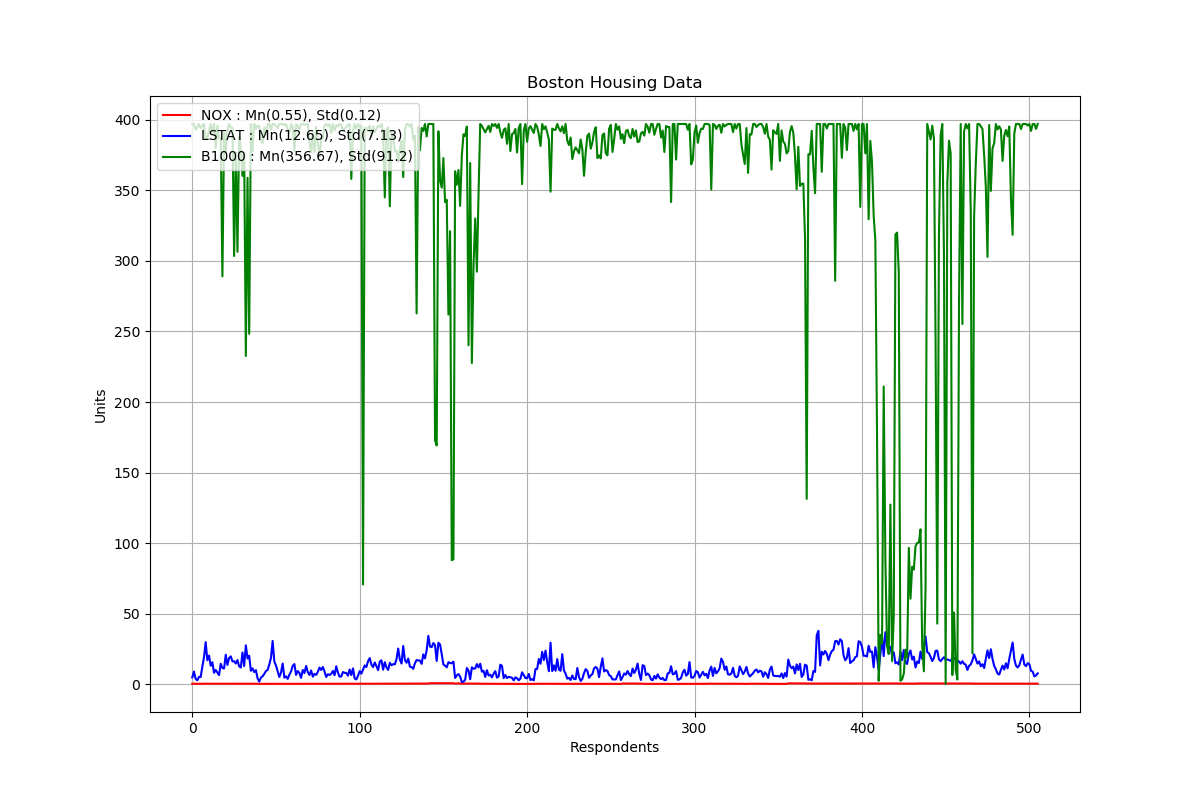 Boston Housing Data
NOX : Mn(0.55), Std(0.12)
LSTAT : Mn(12.65), Std(7.13)
B1000 : Mn(356.67), Std(91.2)
400
350
300
250
200
150
100
50
0
Units
0 100 200 300 400 500
Respondents